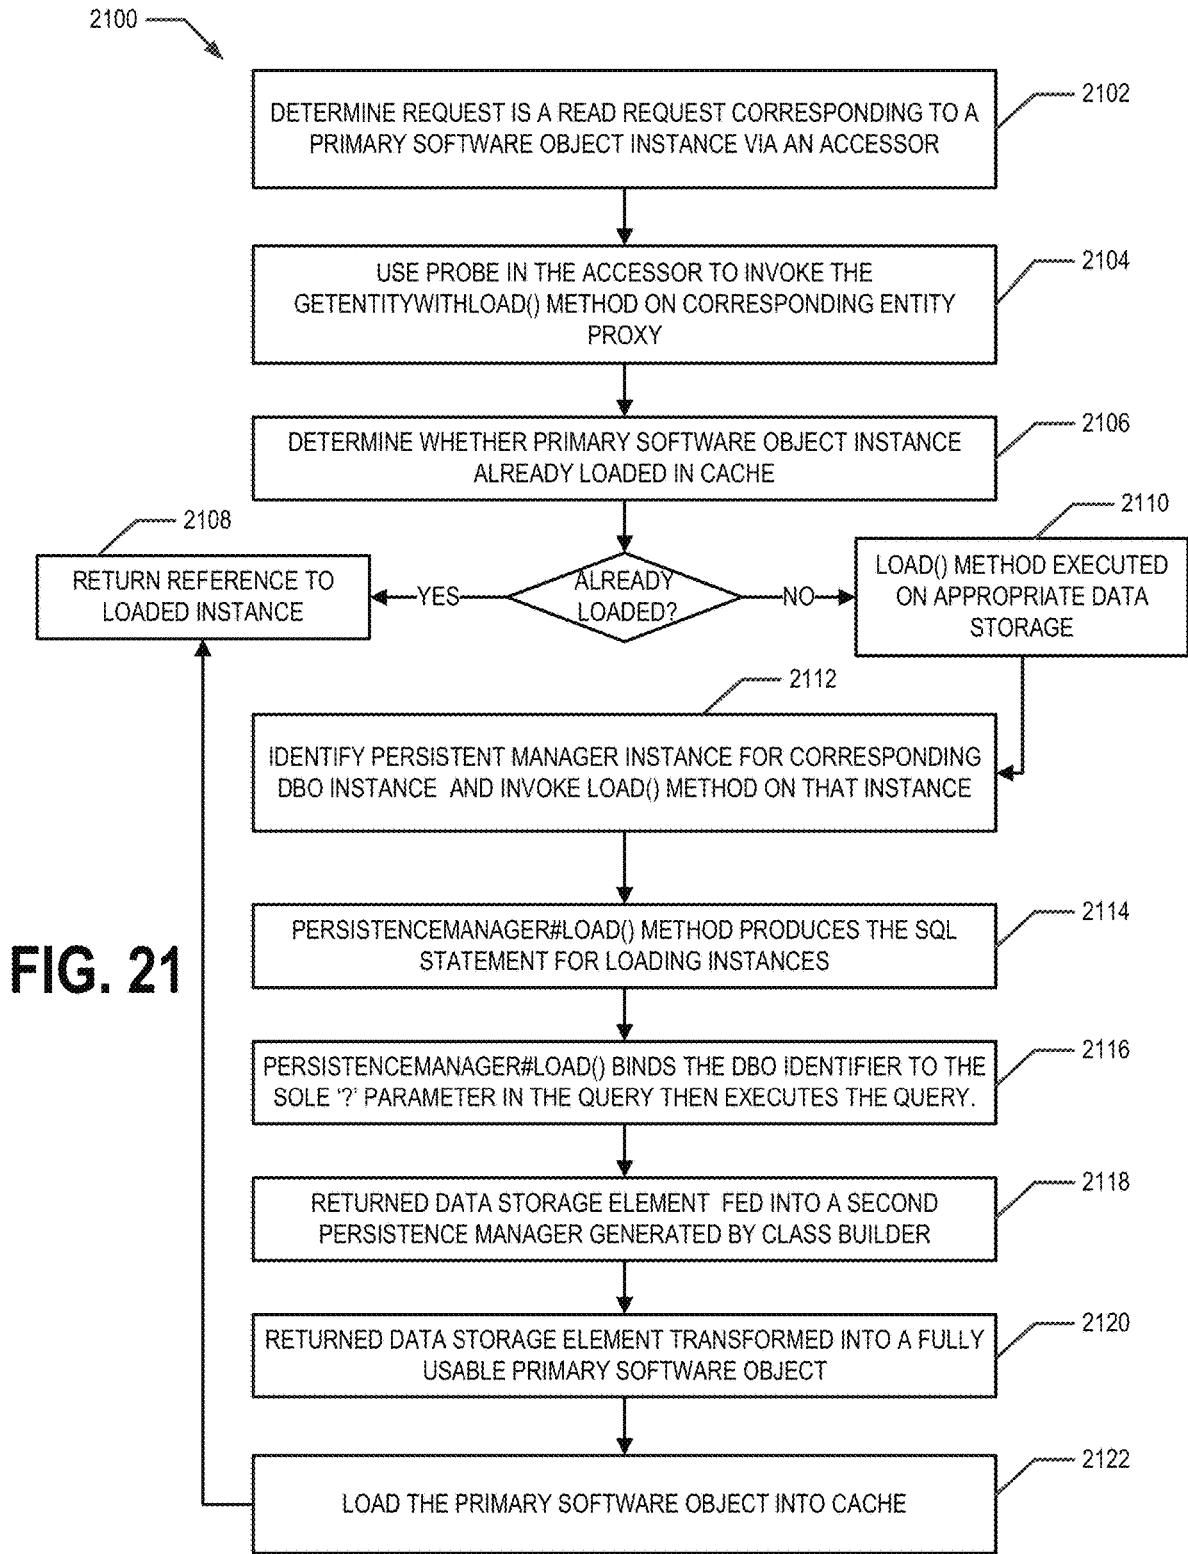 2100
2102
DETERMINE REQUEST IS A READ REQUEST CORRESPONDING TO A
PRIMARY SOFTWARE OBJECT INSTANCE VIA AN ACCESSOR
2104
USE PROBE IN THE ACCESSOR TO INVOKE THE
GETENTITYWITHLOAD() METHOD ON CORRESPONDING ENTITY
PROXY
2106
DETERMINE WHETHER PRIMARY SOFTWARE OBJECT INSTANCE
ALREADY LOADED IN CACHE
2108
RETURN REFERENCE TO
LOADED INSTANCE
YES
ALREADY
LOADED?
NO
2110
LOAD() METHOD EXECUTED
ON APPROPRIATE DATA
STORAGE
2112
IDENTIFY PERSISTENT MANAGER INSTANCE FOR CORRESPONDING
DBO INSTANCE AND INVOKE LOAD() METHOD ON THAT INSTANCE
2114
PERSISTENCEMANAGER#LOAD() METHOD PRODUCES THE SQL
STATEMENT FOR LOADING INSTANCES
FIG. 21
2116
PERSISTENCEMANAGER#LOAD() BINDS THE DBO IDENTIFIER TO THE
SOLE '?' PARAMETER IN THE QUERY THEN EXECUTES THE QUERY.
2118
RETURNED DATA STORAGE ELEMENT FED INTO A SECOND
PERSISTENCE MANAGER GENERATED BY CLASS BUILDER
2120
RETURNED DATA STORAGE ELEMENT TRANSFORMED INTO A FULLY
USABLE PRIMARY SOFTWARE OBJECT
2122
LOAD THE PRIMARY SOFTWARE OBJECT INTO CACHE